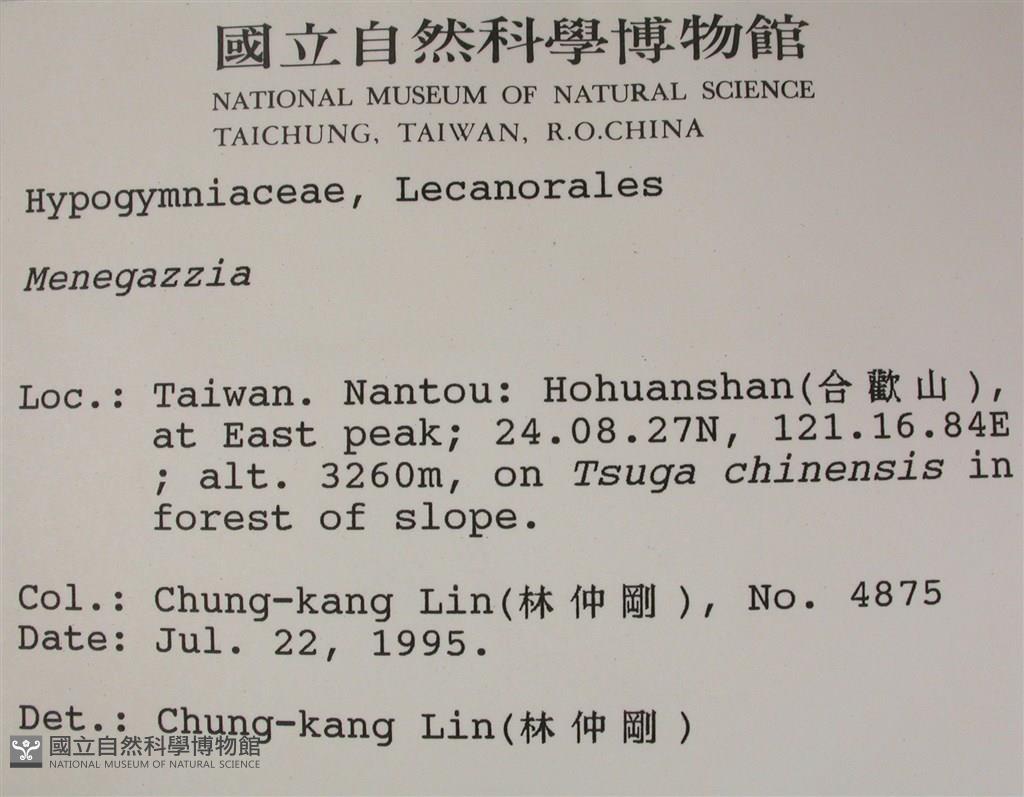 國立自然科學博物館
NATIONAL MUSEUM OF NATURAL SCIENCE
TAICHUNG, TAIWAN, R.O.CHINA
Hypogymniaceae, Lecanorales
Menegazzia
Loc.: Taiwan. Nantou: Hohuanshan(合歡山),
at East peak; 24.08.27N, 121.16.84E
; alt. 3260m, on Tsuga chinensis in
forest of slope.
Col.: Chung-kang Lin(林仲剛), No. 4875
Date: Jul. 22, 1995.
Det.: Chung-kang Lin(林仲剛)
國立自然科學博物館
NATIONAL MUSEUM OF NATURAL SCIENCE